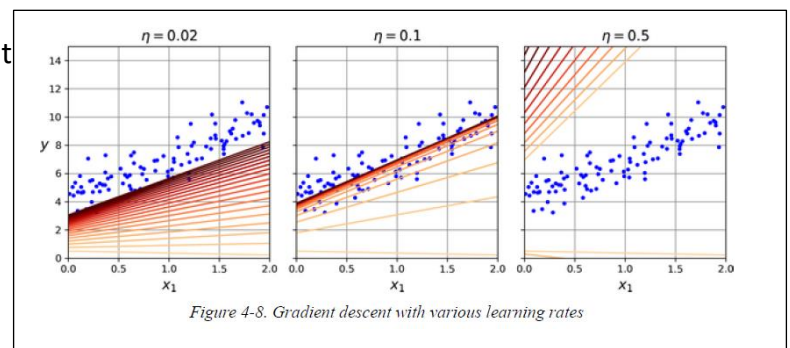 t
η = 0.02
η = 0.1
η = 0.5
14
12
10
8
6
4
2
0
y
0.0 0.5 1.0 1.5 2.0
0.0 0.5 1.0 1.5 2.0
0.0 0.5 1.0 1.5 2.0
x₁
x₁
x₁
Figure 4-8. Gradient descent with various learning rates